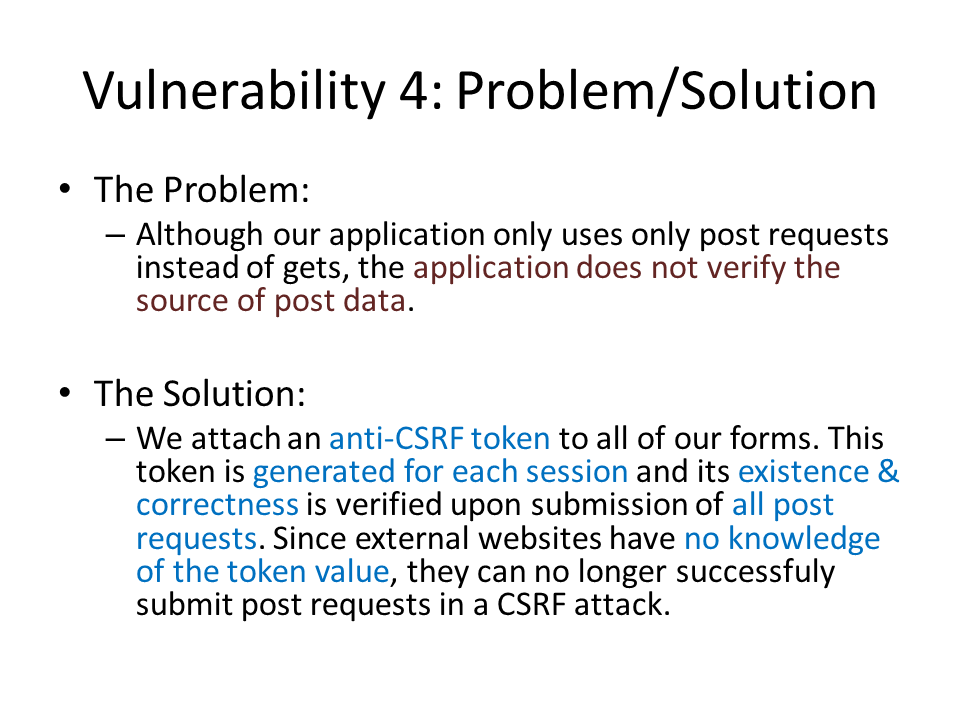 Vulnerability 4: Problem/Solution
• The Problem:
– Although our application only uses only post requests
instead of gets, the application does not verify the
source of post data.
• The Solution:
– We attach an anti-CSRF token to all of our forms. This
token is generated for each session and its existence &
correctness is verified upon submission of all post
requests. Since external websites have no knowledge
of the token value, they can no longer successfuly
submit post requests in a CSRF attack.